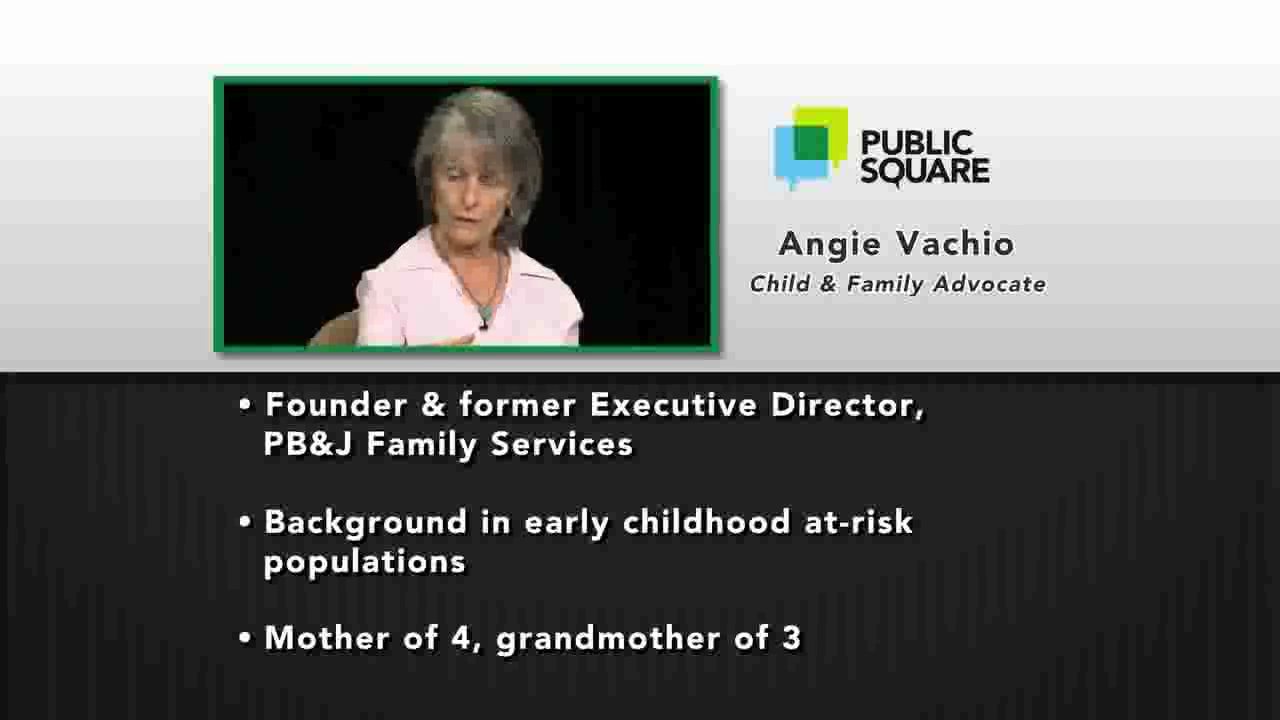 PUBLIC
SQUARE
Angie Vachio
Child & Family Advocate
• Founder & former Executive Director,
PB&J Family Services
• Background in early childhood at-risk
populations
• Mother of 4, grandmother of 3